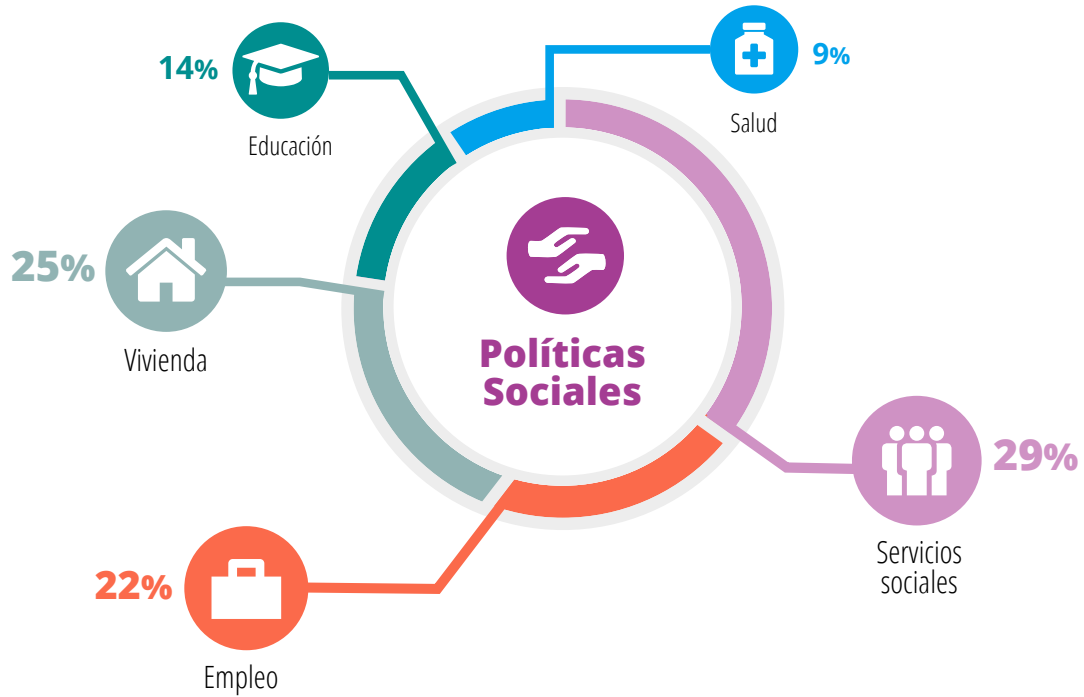 14%
Educación
9%
Salud
25%
Vivienda
Políticas
Sociales
29%
Servicios
sociales
22%
Empleo